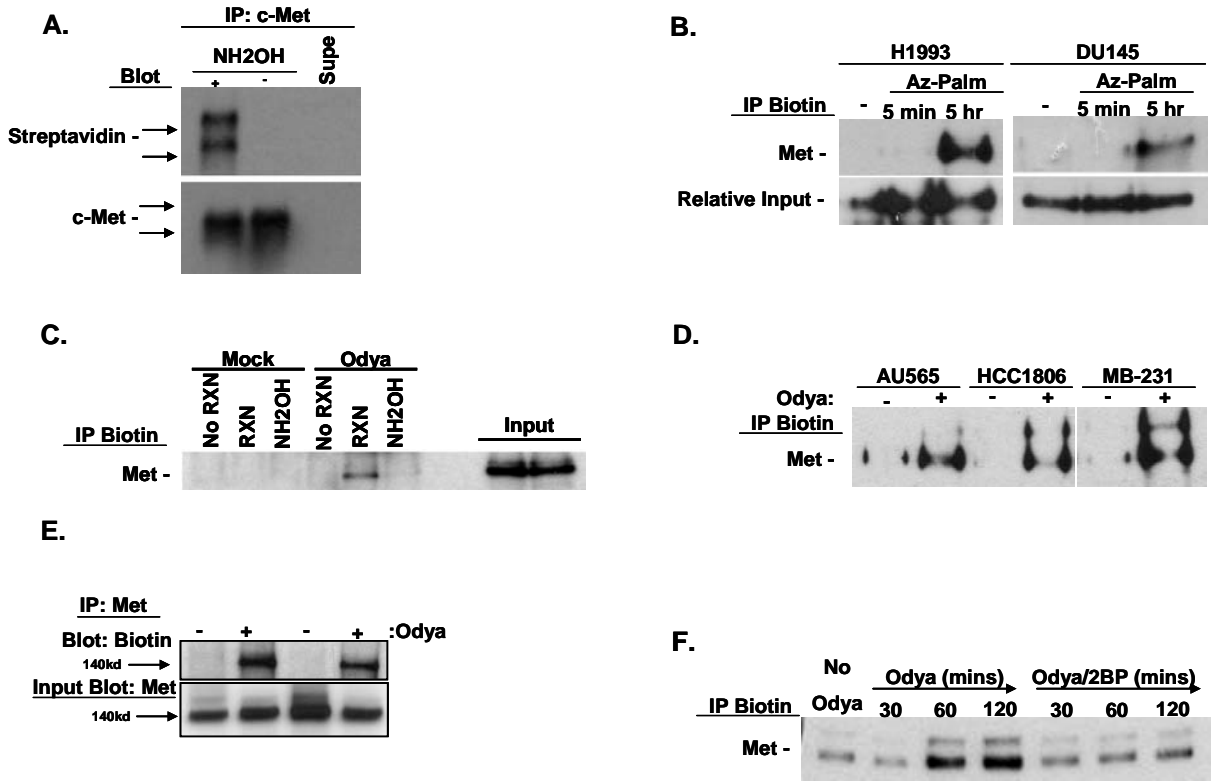 A.
IP: c-Met
NH2OH
Supe
Blot
+ -
Streptavidin -
c-Met -
B.
H1993 DU145
Az-Palm Az-Palm
IP Biotin - 5 min 5 hr - 5 min 5 hr
Met -
Relative Input -
C.
Mock Odya
No RXN RXN NH2OH No RXN RXN NH2OH
IP Biotin
Input
Met -
D.
AU565 HCC1806 MB-231
Odya: - + - + - +
IP Biotin
Met -
E.
IP: Met
- + - + :Odya
Blot: Biotin
140kd
Input Blot: Met
140kd
F.
No Odya (mins) Odya/2BP (mins)
IP Biotin Odya 30 60 120 30 60 120
Met -